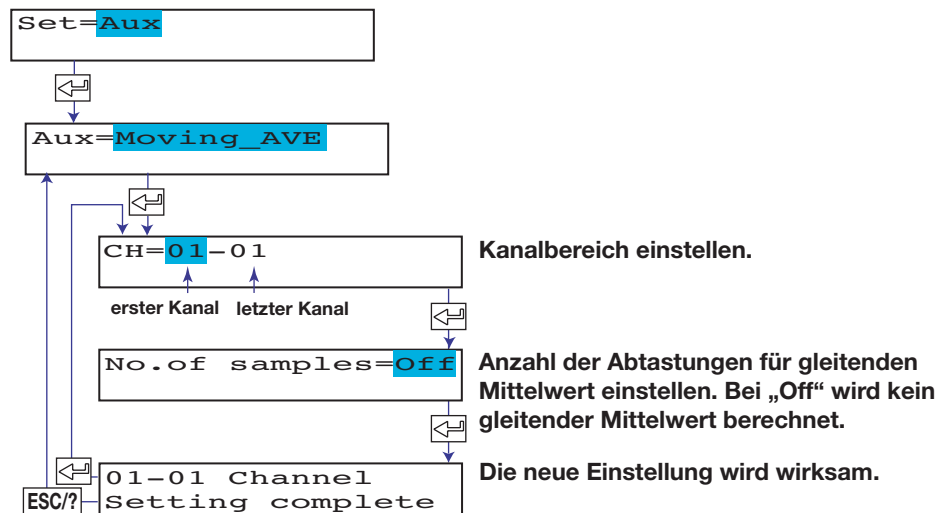 Set=Aux
Aux=Moving_AVE
CH=01-01
Kanalbereich einstellen.
erster Kanal letzter Kanal
No.of samples=Off
Anzahl der Abtastungen für gleitenden
Mittelwert einstellen. Bei „Off“ wird kein
gleitender Mittelwert berechnet.
01-01 Channel
Setting complete
Die neue Einstellung wird wirksam.
ESC/?